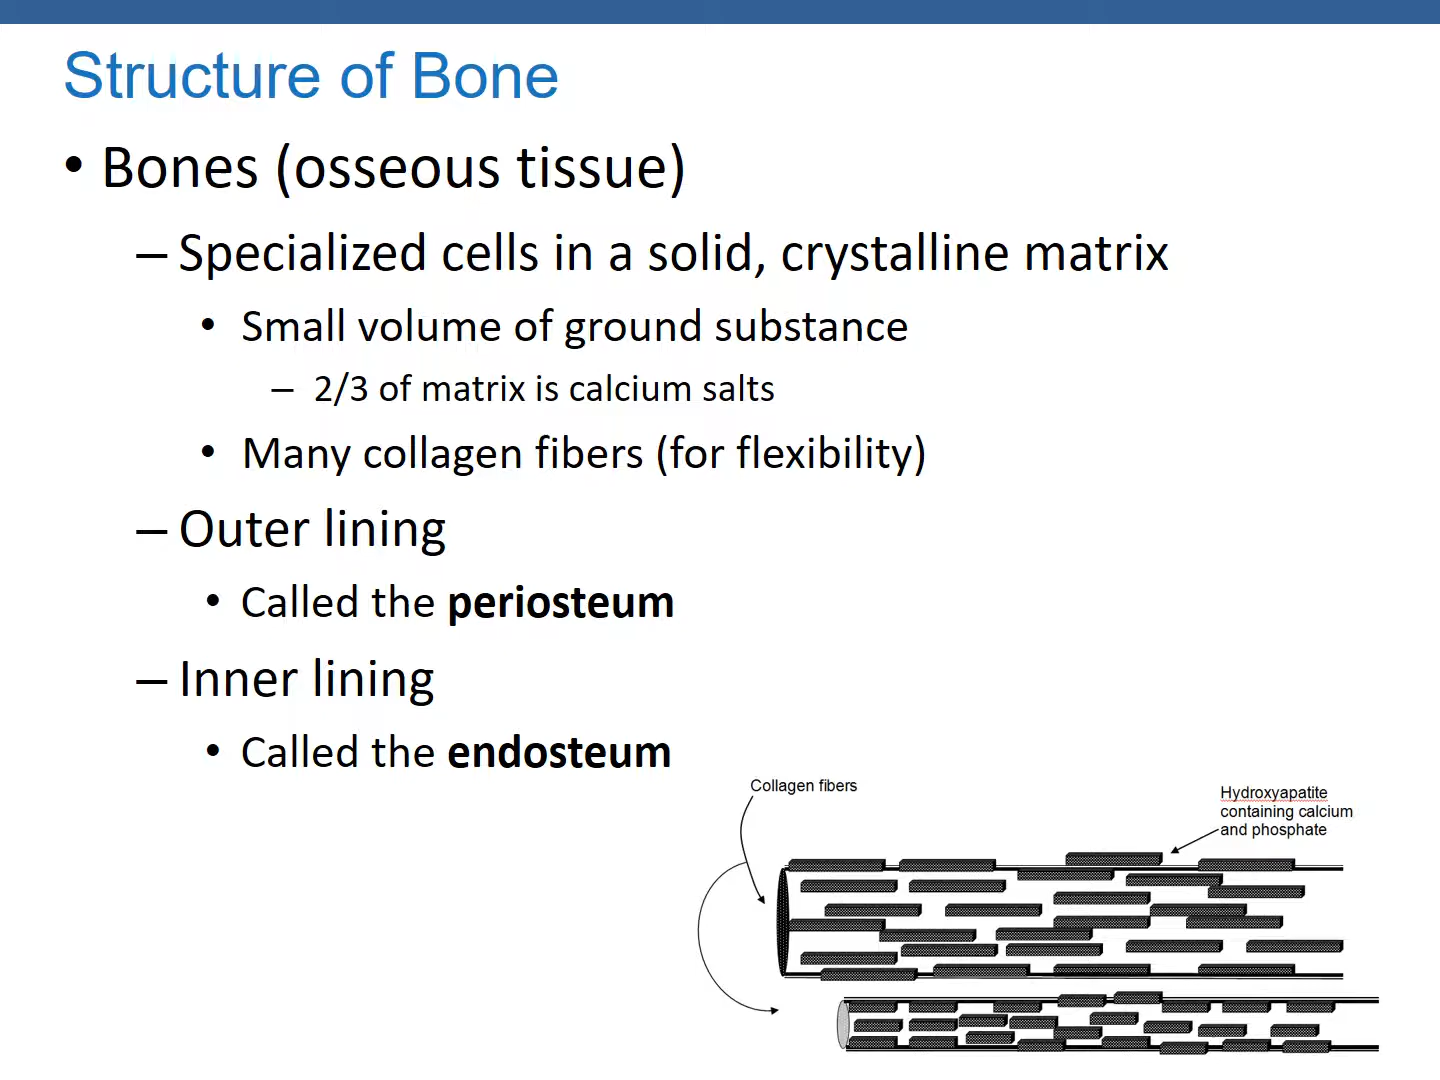 Structure of Bone
• Bones (osseous tissue)
– Specialized cells in a solid, crystalline matrix
• Small volume of ground substance
– 2/3 of matrix is calcium salts
• Many collagen fibers (for flexibility)
– Outer lining
• Called the periosteum
– Inner lining
• Called the endosteum
Collagen fibers
Hydroxyapatite
containing calcium
and phosphate